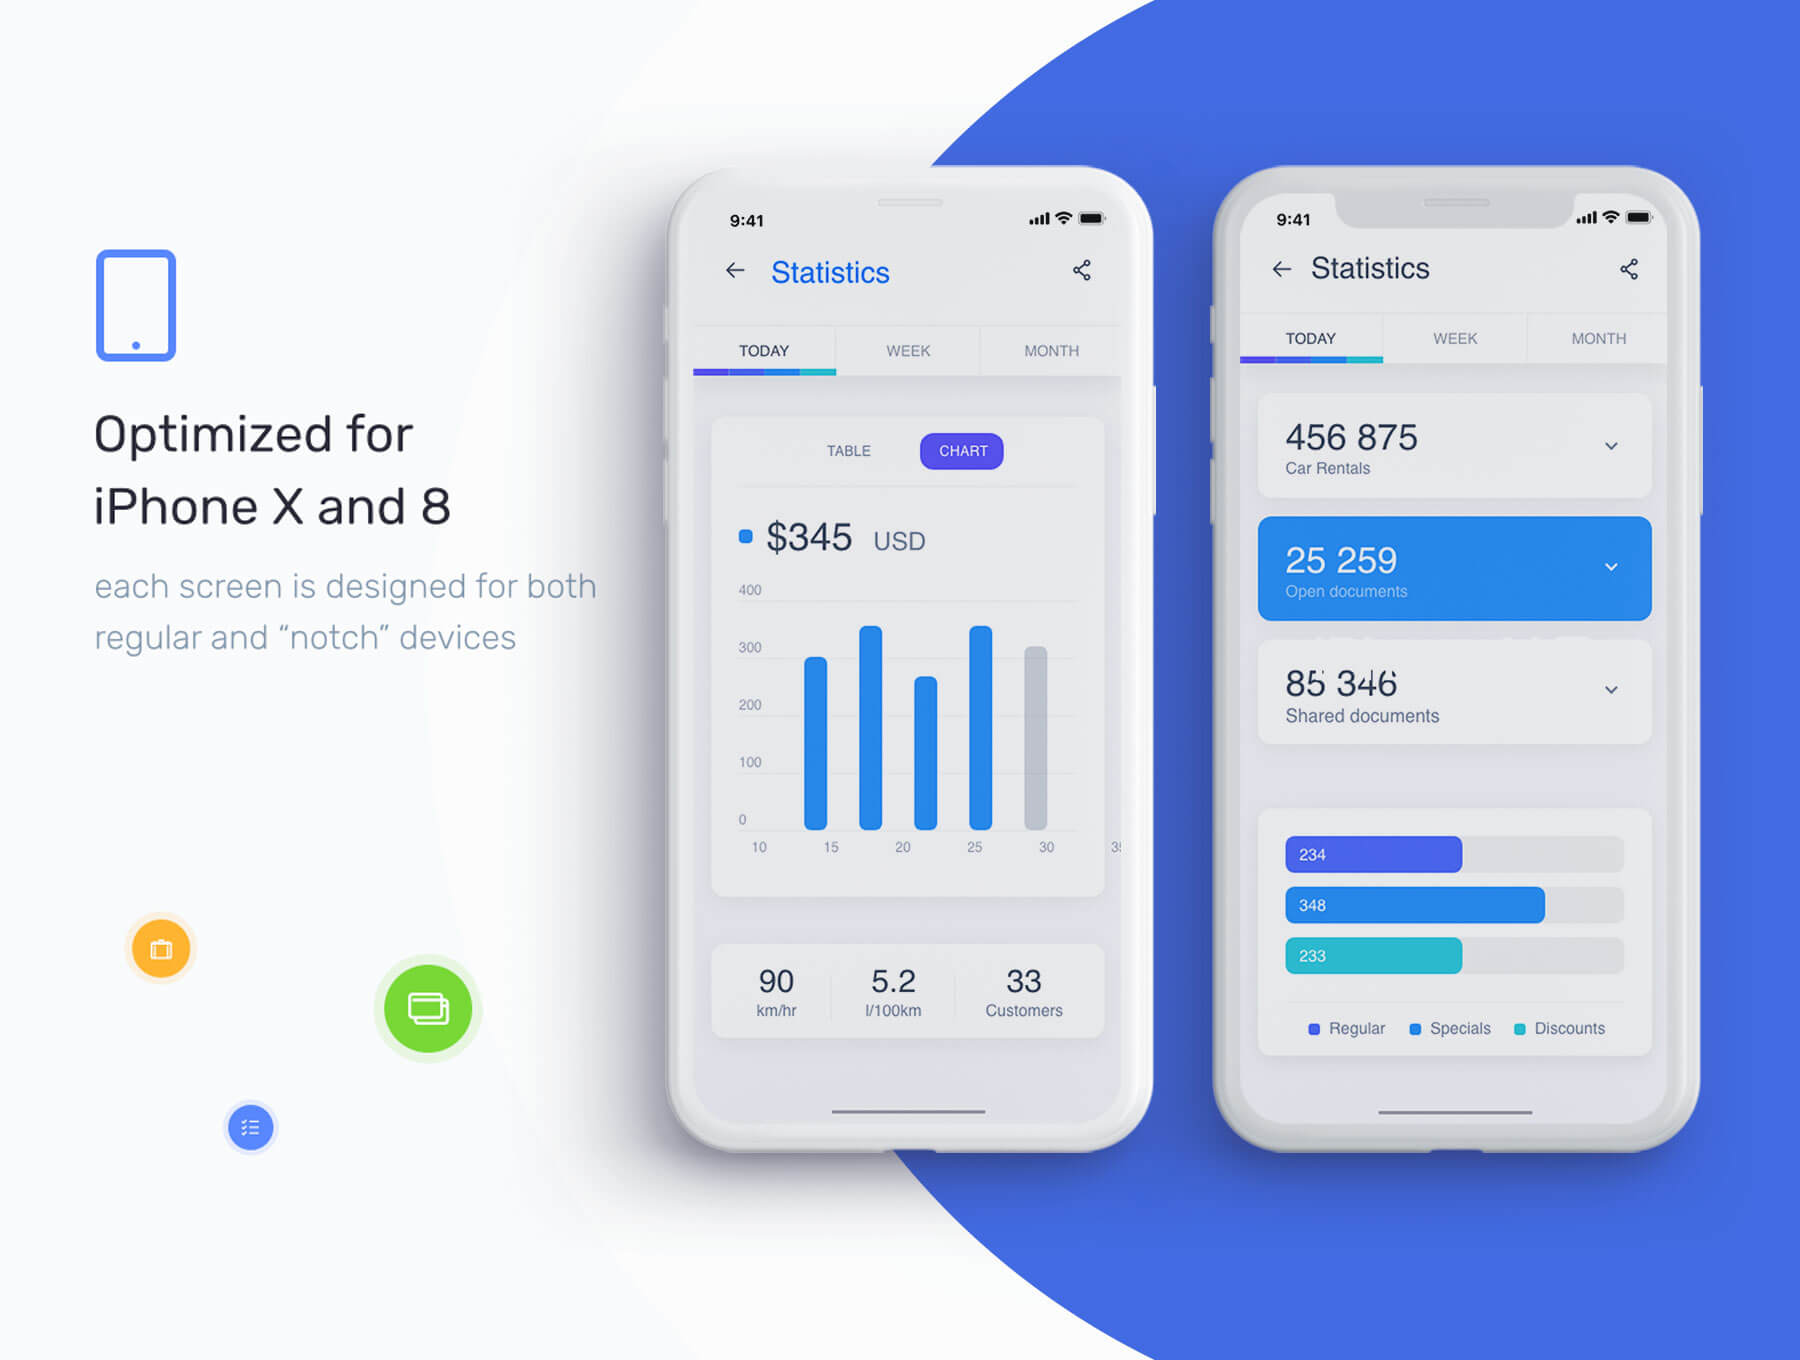 Optimized for
iPhone X and 8
each screen is designed for both
regular and “notch” devices
9:41
Statistics
TODAY WEEK MONTH
TABLE CHART
$345 USD
400
300
200
100
0
10 15 20 25 30
90 5.2 33
km/hr l/100km Customers
9:41
Statistics
TODAY WEEK MONTH
456 875
Car Rentals
25 259
Open documents
85 346
Shared documents
234
348
233
Regular Specials Discounts